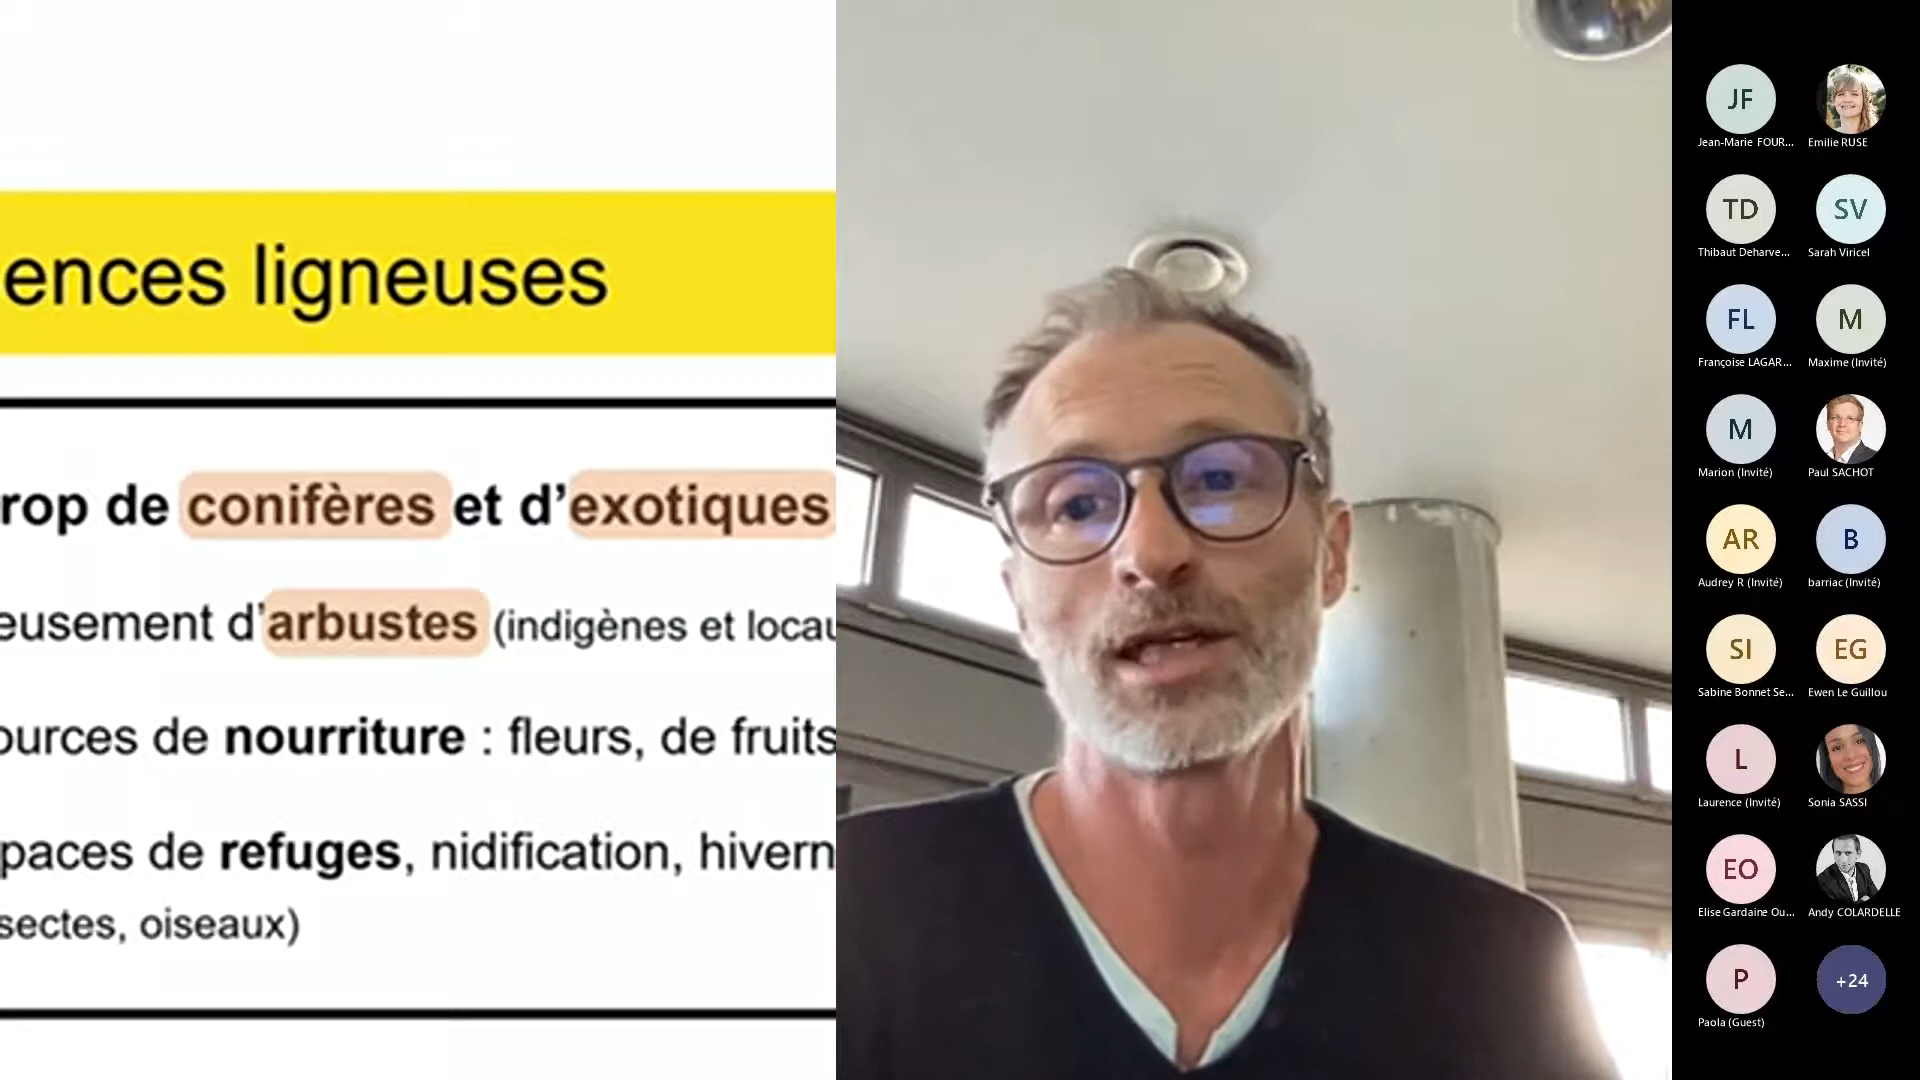 ences ligneuses
rop de conifères et d’exotiques
eusement d’arbustes (indigènes et locau
ources de nourriture : fleurs, de fruits
paces de refuges, nidification, hivern
sectes, oiseaux)
JF
Jean-Marie FOUR...
Emilie RUSE
TD
Thibaut Deharve...
SV
Sarah Viricel
FL
Françoise LAGAR...
M
Maxime (Invité)
M
Marion (Invité)
Paul SACHOT
AR
Audrey R (Invité)
B
barriac (Invité)
SI
Sabine Bonnet Se...
EG
Ewen Le Guillou
L
Laurence (Invité)
Sonia SASSI
EO
Elise Gardaine Ou...
Andy COLARDELLE
P
Paola (Guest)
+24